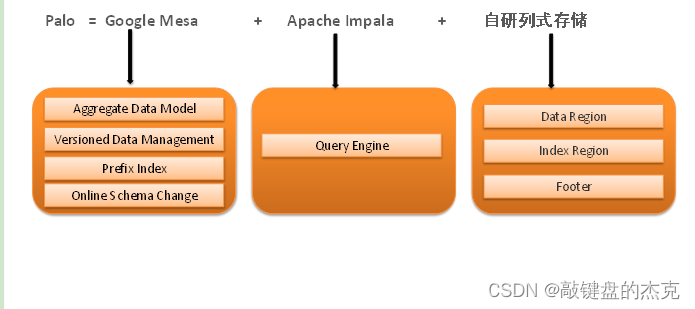 Palo = Google Mesa + Apache Impala + 自研列式存储
Aggregate Data Model
Versioned Data Management
Prefix Index
Online Schema Change
Query Engine
Data Region
Index Region
Footer
CSDN @敲键盘的杰克